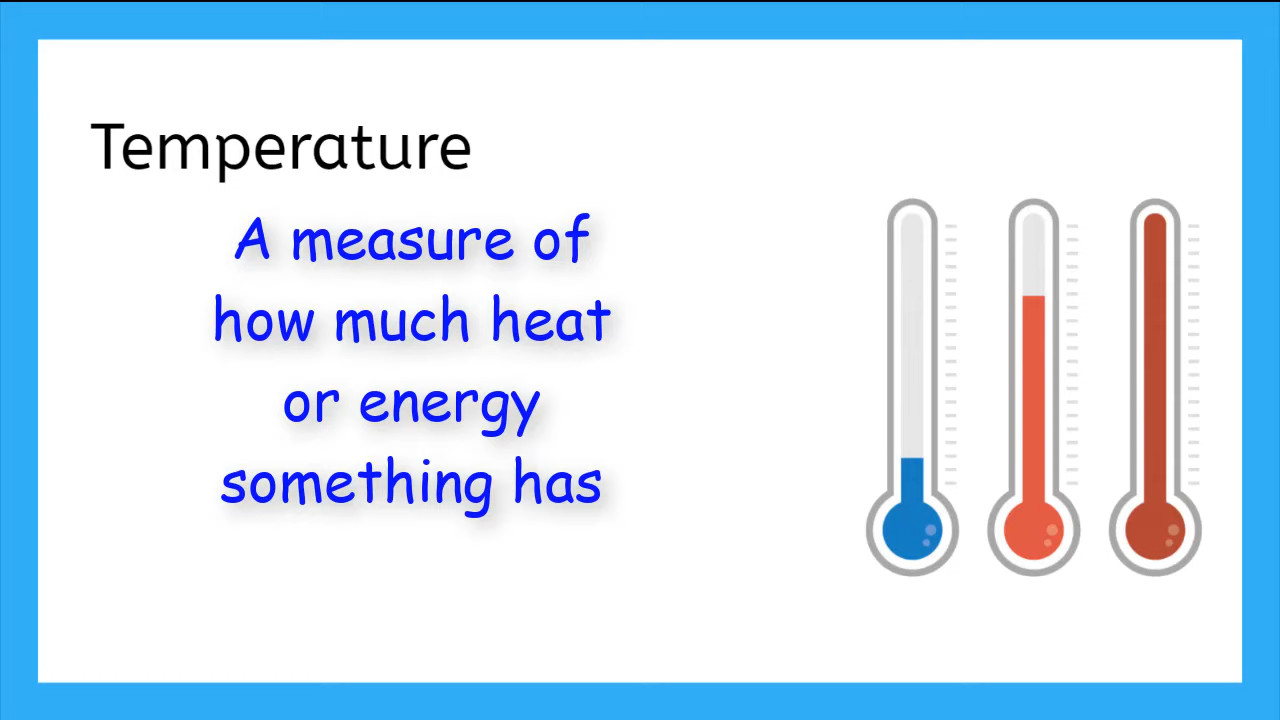 Temperature
A measure of
how much heat
or energy
something has